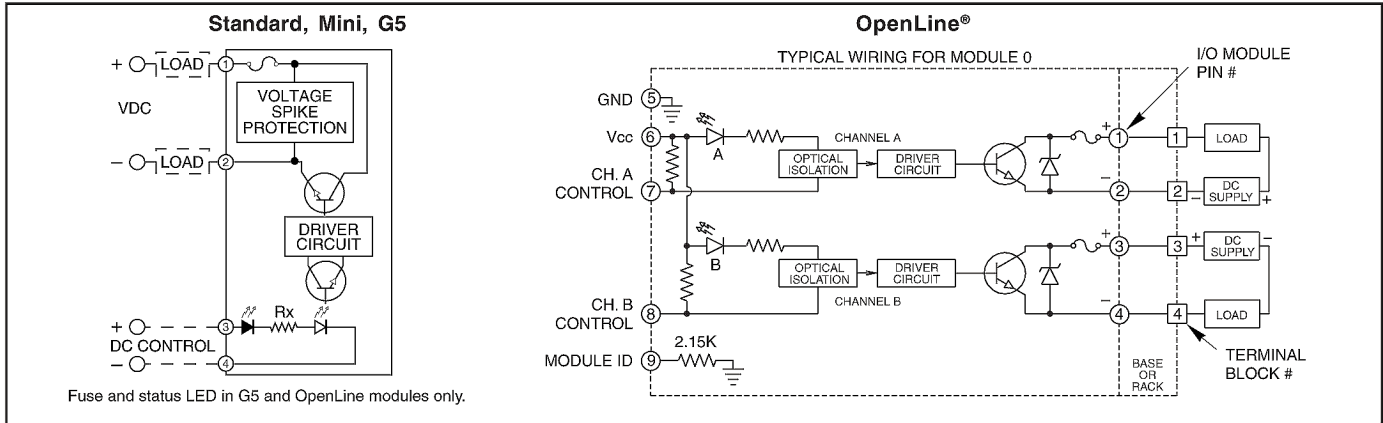 Standard, Mini, G5
+ LOAD 1
VDC
VOLTAGE
SPIKE
PROTECTION
– LOAD 2
DRIVER
CIRCUIT
+ 3 Rx
DC CONTROL
– 4
Fuse and status LED in G5 and OpenLine modules only.
OpenLine®
TYPICAL WIRING FOR MODULE 0
I/O MODULE
PIN #
GND 5
Vcc 6
A
CHANNEL A
OPTICAL
ISOLATION
DRIVER
CIRCUIT
+ 1 1 LOAD
CH. A
CONTROL 7
– 2 2
– DC
SUPPLY +
B
OPTICAL
ISOLATION
DRIVER
CIRCUIT
CHANNEL B
+ 3 3
+ DC
SUPPLY –
CH. B
CONTROL 8
– 4 4 LOAD
MODULE ID 9 2.15K
BASE
OR
RACK
TERMINAL
BLOCK #